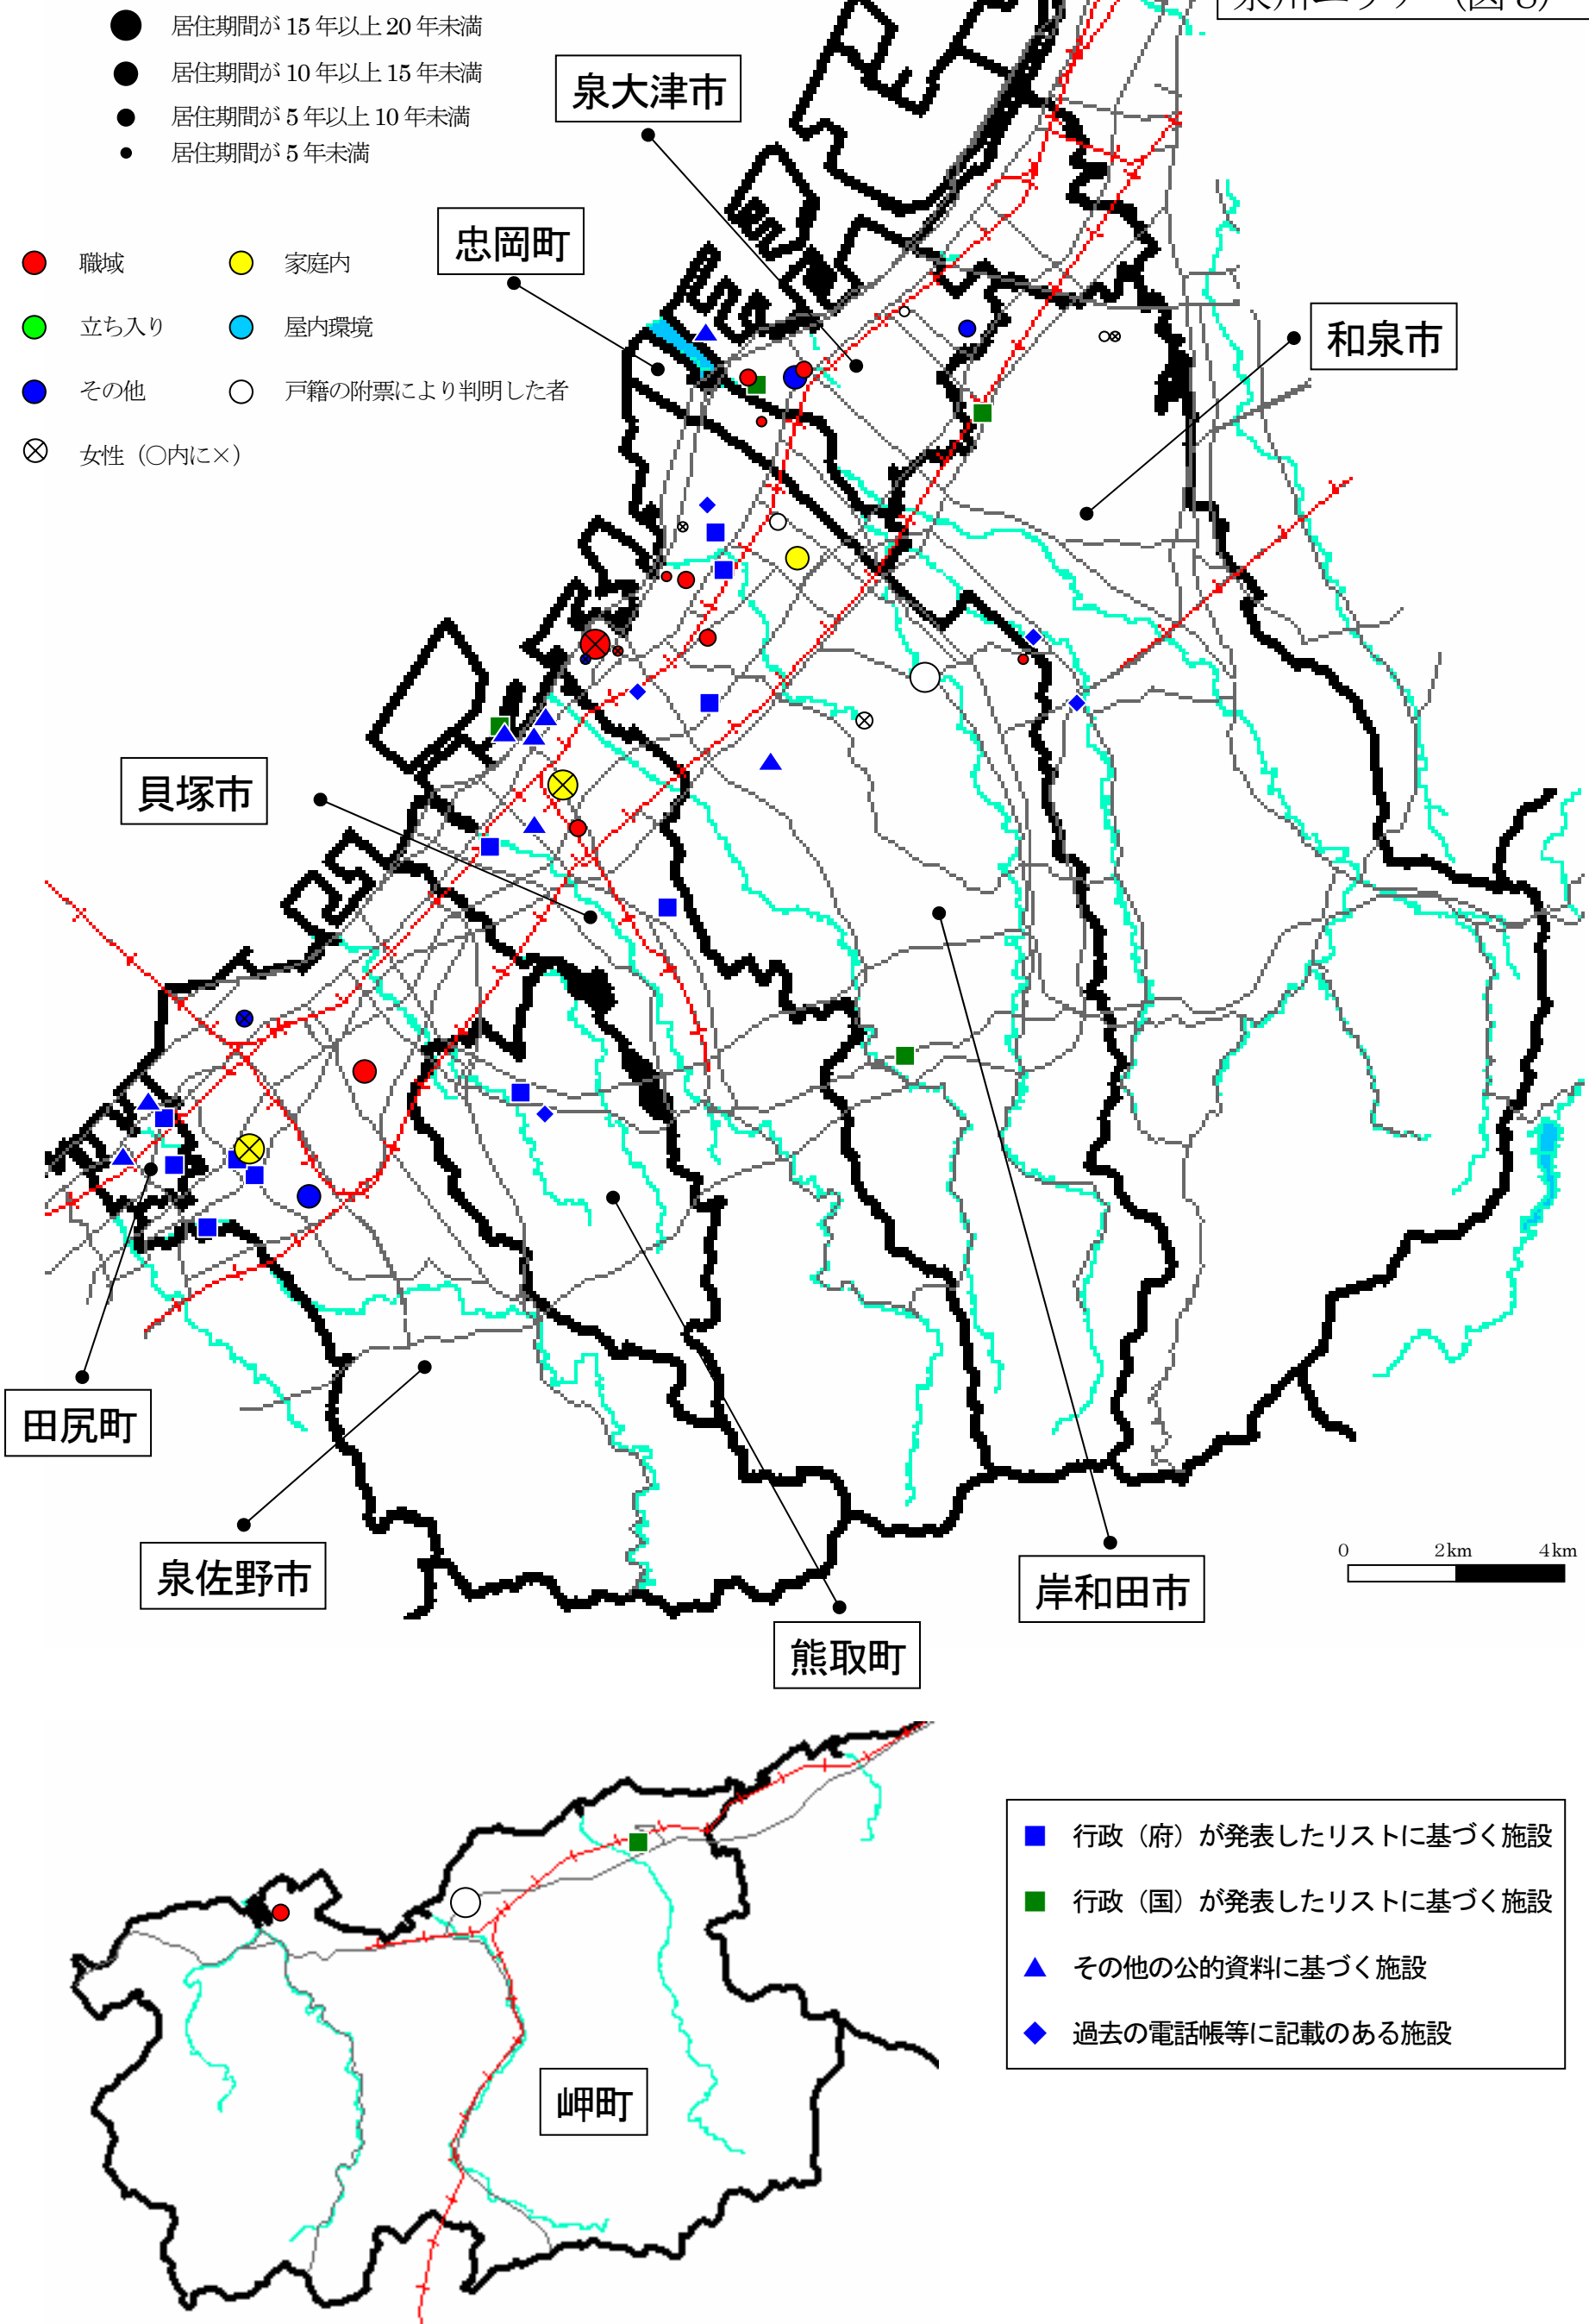 居住期間が 15 年以上 20 年未満
居住期間が 10 年以上 15 年未満
居住期間が 5 年以上 10 年未満
居住期間が 5 年未満
泉大津市
忠岡町
職域
家庭内
立ち入り
屋内環境
その他
戸籍の附票により判明した者
女性（○内に×）
和泉市
貝塚市
田尻町
泉佐野市
熊取町
岸和田市
0 2km 4km
行政（府）が発表したリストに基づく施設
行政（国）が発表したリストに基づく施設
その他の公的資料に基づく施設
過去の電話帳等に記載のある施設
岬町